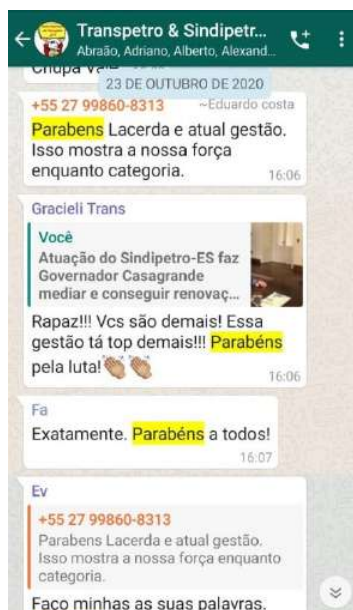 Transpetro & Sindipetr...
Abraão, Adriano, Alberto, Alexand...
Chupa Vale
23 DE OUTUBRO DE 2020
+55 27 99860-8313 ~Eduardo costa
Parabens Lacerda e atual gestão.
Isso mostra a nossa força
enquanto categoria.
16:06
Gracieli Trans
Você
Atuação do Sindipetro-ES faz
Governador Casagrande
mediar e conseguir renovaç...
Rapaz!!! Vcs são demais! Essa
gestão tá top demais!!! Parabéns
pela luta!👏👏
16:06
Fa
Exatamente. Parabéns a todos!
16:07
Ev
+55 27 99860-8313
Parabens Lacerda e atual gestão.
Isso mostra a nossa força enquanto
categoria.
Faço minhas as suas palavras.